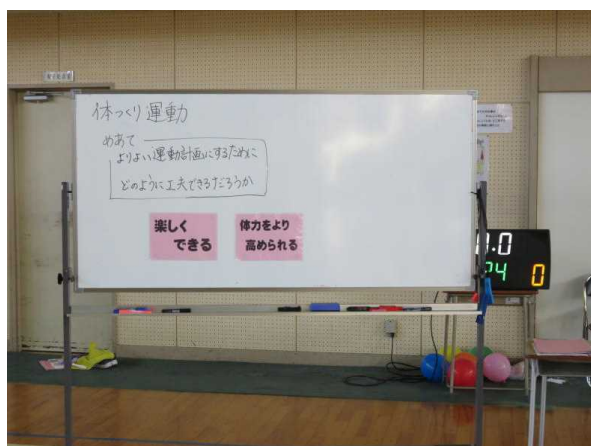 体つくり運動
めあて
よりよい運動計画にするために
どのように工夫できるだろうか
楽しく
できる
体力をより
高められる
24
0